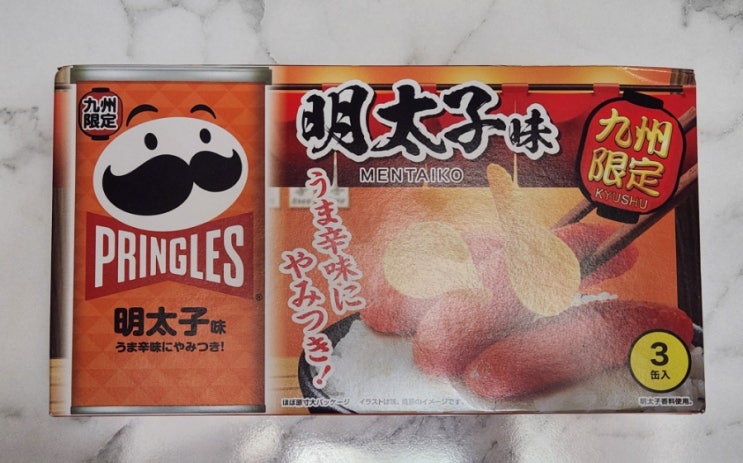 九州
限定
PRINGLES
®
明太子味
うま辛味にやみつき!
明太子味
MENTAIKO
うま辛味に
やみつき!
九州
限定
KYUSHU
3
缶入
ほぼ原寸大パッケージ
イラストは味、商品のイメージです。
明太子香料使用。